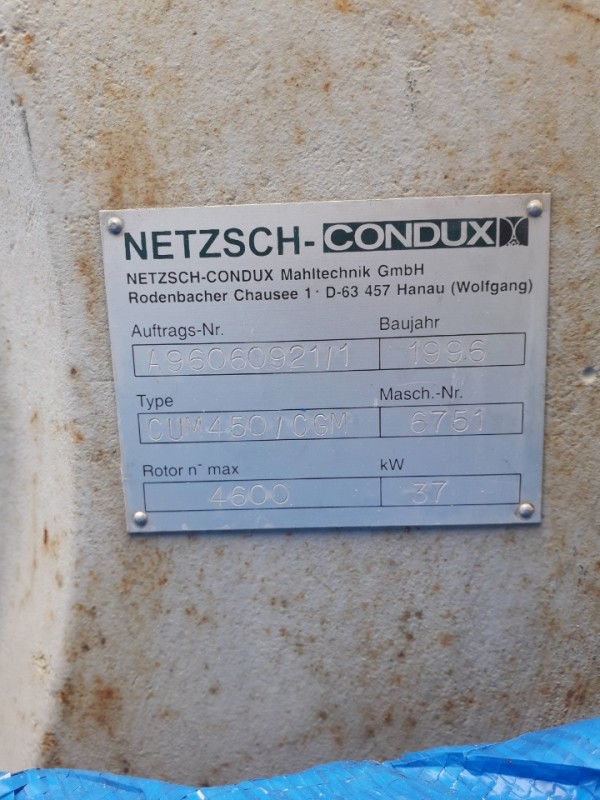 NETZSCH-CONDUX
NETZSCH-CONDUX Mahltechnik GmbH
Rodenbacher Chausee 1· D-63 457 Hanau (Wolfgang)
Auftrags-Nr. Baujahr
A96060921/1 1996
Type Masch.-Nr.
CUM450/CGM 6751
Rotor n⁻ max kW
4600 37